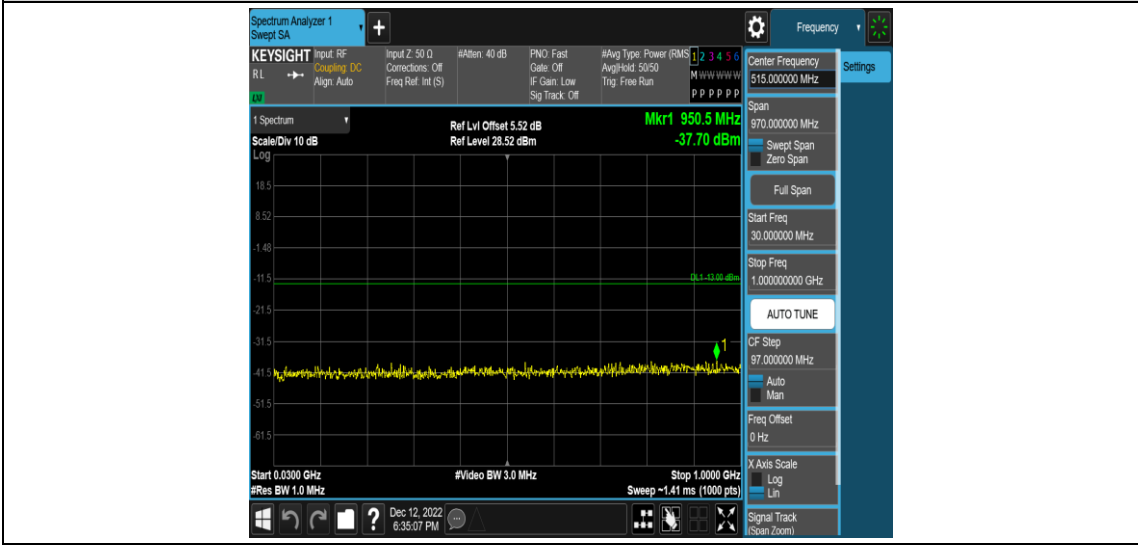 Spectrum Analyzer 1
Swept SA
+
Frequency
KEYSIGHT
RL
LM
Input: RF
Coupling: DC
Align: Auto
Input Z: 50 Ω
Corrections: Off
Freq Ref: Int (S)
#Atten: 40 dB
PNO: Fast
Gate: Off
IF Gain: Low
Sig Track: Off
#Avg Type: Power (RMS
Avg|Hold: 50/50
Trig: Free Run
1 2 3 4 5 6
M W W W W W
P P P P P P
1 Spectrum
Scale/Div 10 dB
Log
Ref Lvl Offset 5.52 dB
Ref Level 28.52 dBm
Mkr1 950.5 MHz
-37.70 dBm
18.5
8.52
-1.48
-11.5
DL1 -13.00 dBm
-21.5
-31.5
1
-41.5
-51.5
-61.5
Start 0.0300 GHz
#Video BW 3.0 MHz
Stop 1.0000 GHz
#Res BW 1.0 MHz
Sweep ~1.41 ms (1000 pts)
?
Dec 12, 2022
6:35:07 PM
Center Frequency
515.000000 MHz
Settings
Span
970.000000 MHz
Swept Span
Zero Span
Full Span
Start Freq
30.000000 MHz
Stop Freq
1.000000000 GHz
AUTO TUNE
CF Step
97.000000 MHz
Auto
Man
Freq Offset
0 Hz
X Axis Scale
Log
Lin
Signal Track
(Span Zoom)